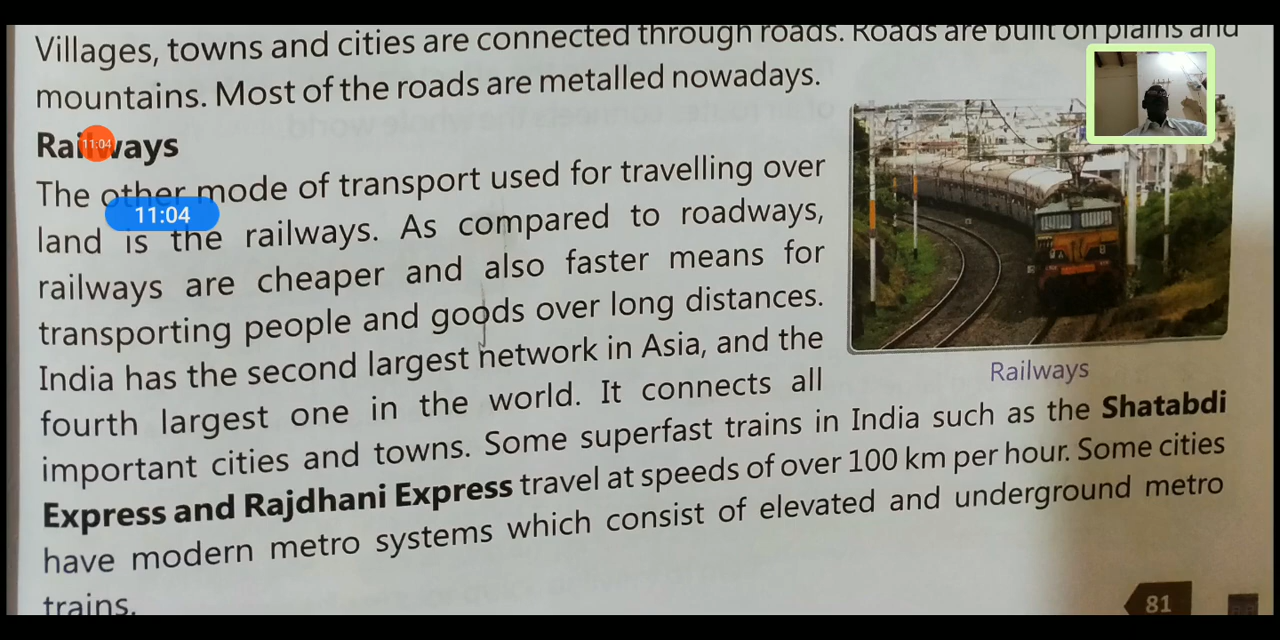 Villages, towns and cities are connected through roads. Roads are built on plains and
mountains. Most of the roads are metalled nowadays.
Railways
11:04
The other mode of transport used for travelling over
11:04
land is the railways. As compared to roadways,
railways are cheaper and also faster means for
transporting people and goods over long distances.
India has the second largest network in Asia, and the
fourth largest one in the world. It connects all
Railways
important cities and towns. Some superfast trains in India such as the Shatabdi
Express and Rajdhani Express travel at speeds of over 100 km per hour. Some cities
have modern metro systems which consist of elevated and underground metro
trains.
81